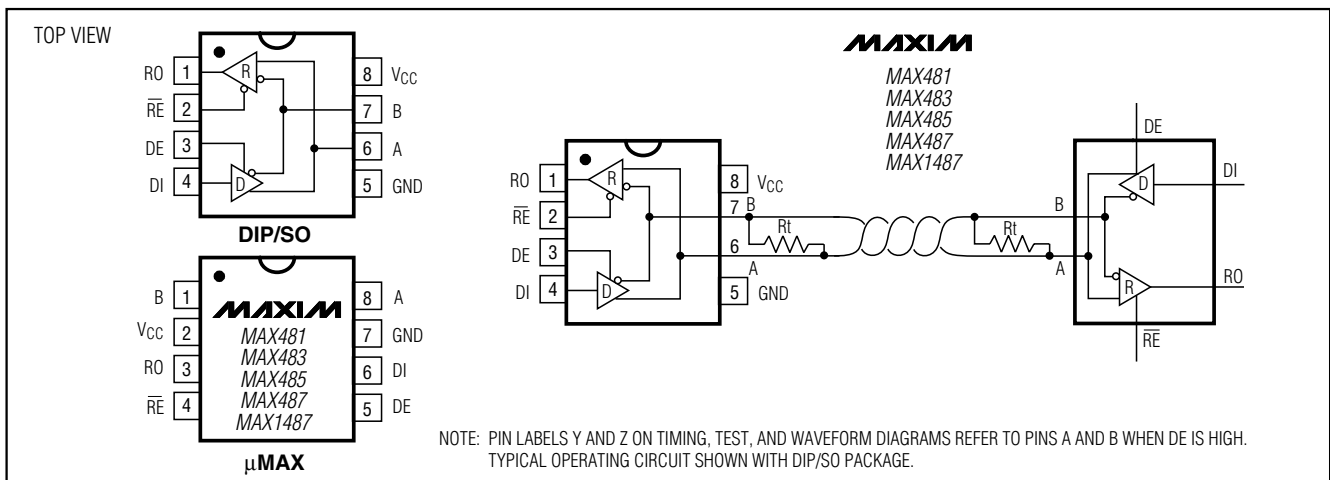 TOP VIEW
RO 1
RE 2
DE 3
DI 4
8 VCC
7 B
6 A
5 GND
R
D
DIP/SO
B 1
VCC 2
RO 3
RE 4
8 A
7 GND
6 DI
5 DE
MAXIM
MAX481
MAX483
MAX485
MAX487
MAX1487
µMAX
MAXIM
MAX481
MAX483
MAX485
MAX487
MAX1487
RO 1
RE 2
DE 3
DI 4
R
D
8 VCC
7 B
6 A
5 GND
Rt
Rt
B
A
DE
D
DI
R
RO
RE
NOTE: PIN LABELS Y AND Z ON TIMING, TEST, AND WAVEFORM DIAGRAMS REFER TO PINS A AND B WHEN DE IS HIGH.
TYPICAL OPERATING CIRCUIT SHOWN WITH DIP/SO PACKAGE.